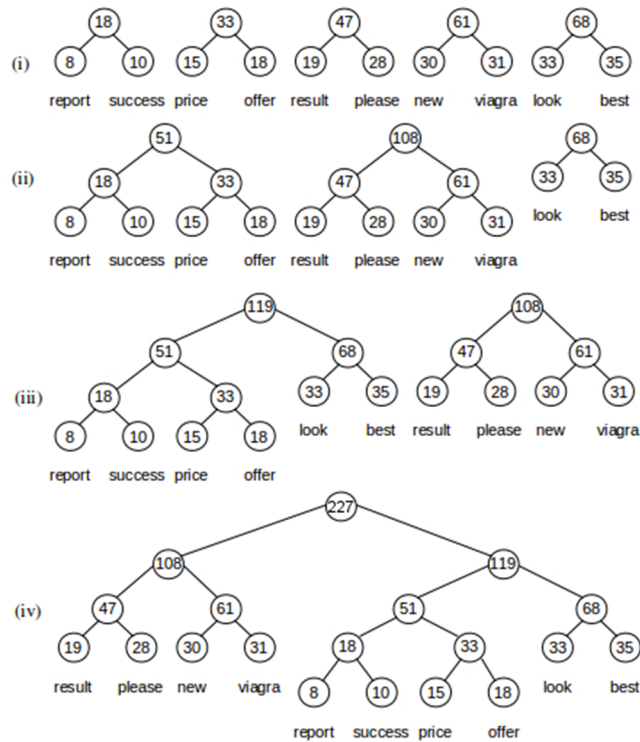 18 33 47 61 68
(i) 8 10 15 18 19 28 30 31 33 35
report success price offer result please new viagra look best
51 108 68
(ii) 18 33 47 61 33 35
8 10 15 18 19 28 30 31 look best
report success price offer result please new viagra
119 108
51 68 47 61
(iii) 18 33 33 35 19 28 30 31
8 10 15 18 look best result please new viagra
report success price offer
227
108 119
(iv) 47 61 51 68
19 28 30 31 18 33 33 35
result please new viagra 8 10 15 18 look best
report success price offer